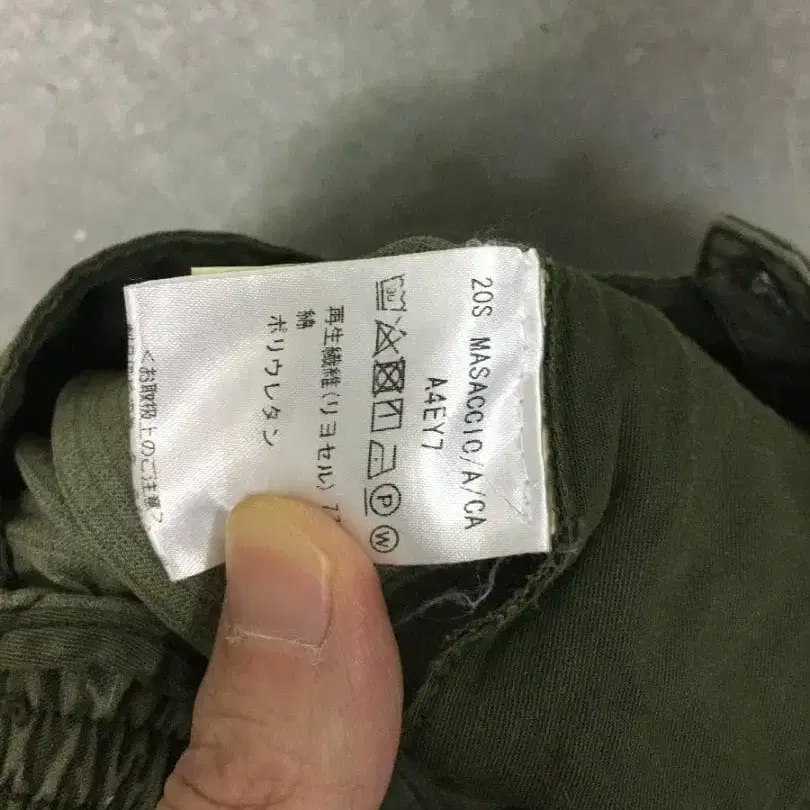 20S MASACCIO/A/CA
A4EY7
再生繊維(リヨセル) 7
綿
ポリウレタン
<お取扱上のご注意>